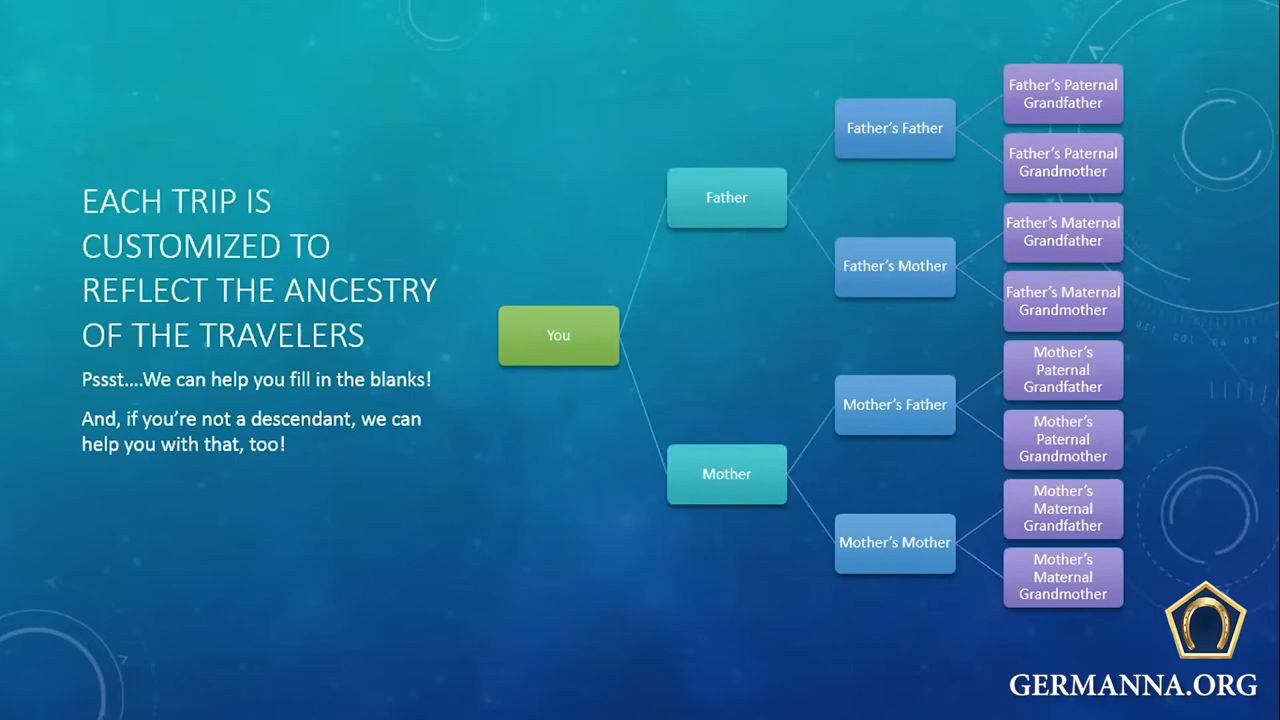 EACH TRIP IS
CUSTOMIZED TO
REFLECT THE ANCESTRY
OF THE TRAVELERS
Pssst....We can help you fill in the blanks!
And, if you're not a descendant, we can
help you with that, too!
You
Father
Mother
Father's Father
Father's Mother
Mother's Father
Mother's Mother
Father's Paternal
Grandfather
Father's Paternal
Grandmother
Father's Maternal
Grandfather
Father's Maternal
Grandmother
Mother's
Paternal
Grandfather
Mother's
Paternal
Grandmother
Mother's
Maternal
Grandfather
Mother's
Maternal
Grandmother
GERMANNA.ORG